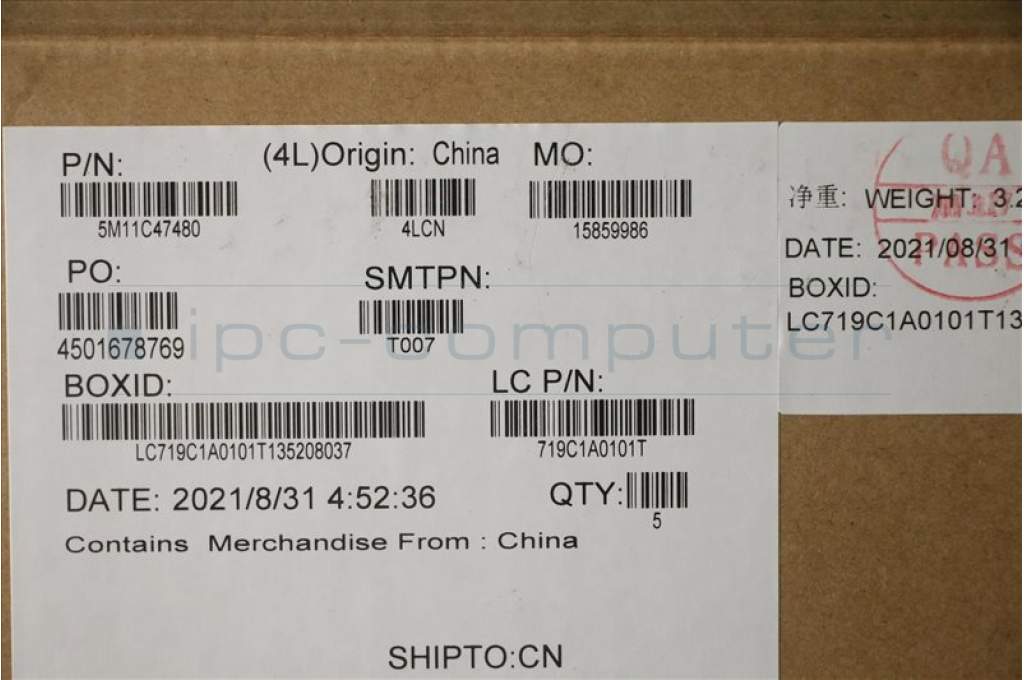 P/N: (4L)Origin: China MO:
5M11C47480 4LCN 15859986
PO: SMTPN:
4501678769 T007
BOXID: LC P/N:
LC719C1A0101T135208037 719C1A0101T
DATE: 2021/8/31 4:52:36 QTY:
5
Contains Merchandise From : China
SHIPTO:CN
QA
净重: WEIGHT: 3.2
PASS
DATE: 2021/08/31
BOXID:
LC719C1A0101T13
ipc-computer